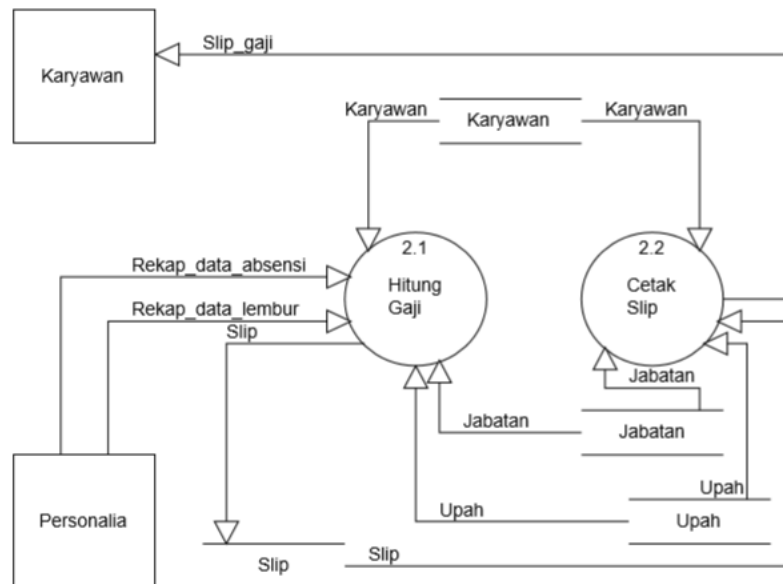 Slip_gaji
Karyawan
Karyawan
Karyawan
Karyawan
2.1
Hitung
Gaji
2.2
Cetak
Slip
Rekap_data_absensi
Rekap_data_lembur
Slip
Jabatan
Jabatan
Jabatan
Upah
Upah
Upah
Personalia
Slip
Slip